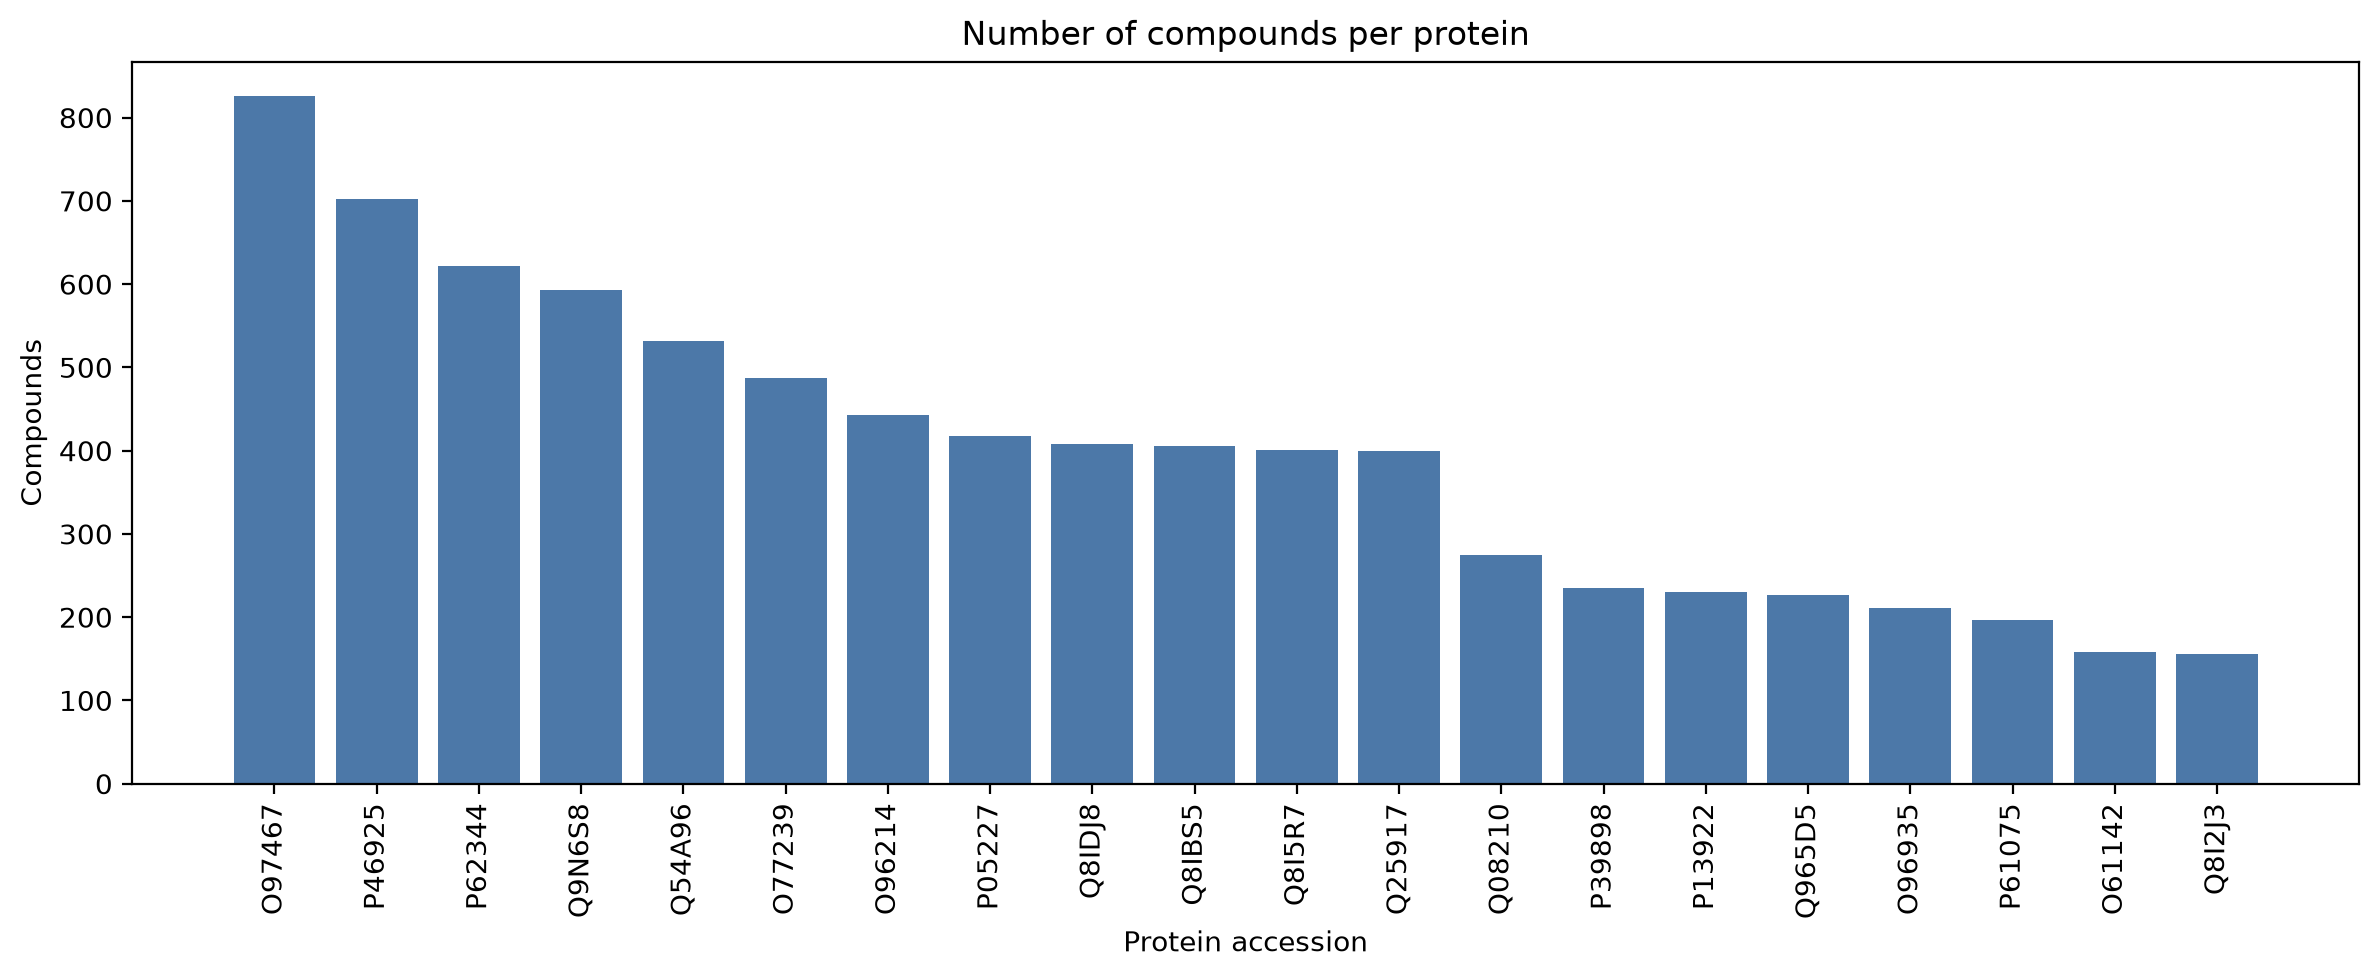 Number of compounds per protein
Compounds
800
700
600
500
400
300
200
100
0
O97467
P46925
P62344
Q9N6S8
Q54A96
O77239
O96214
P05227
Q8IDJ8
Q8IBS5
Q8I5R7
Q25917
Q08210
P39898
P13922
Q965D5
O96935
P61075
O61142
Q8I2J3
Protein accession